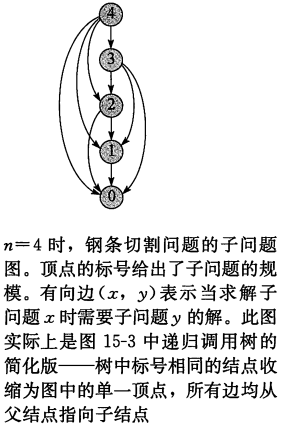 4
3
2
1
0
n=4 时，钢条切割问题的子问题
图。顶点的标号给出了子问题的规
模。有向边(x，y)表示当求解子
问题 x 时需要子问题 y 的解。此图
实际上是图 15-3 中递归调用树的
简化版——树中标号相同的结点收
缩为图中的单一顶点，所有边均从
父结点指向子结点